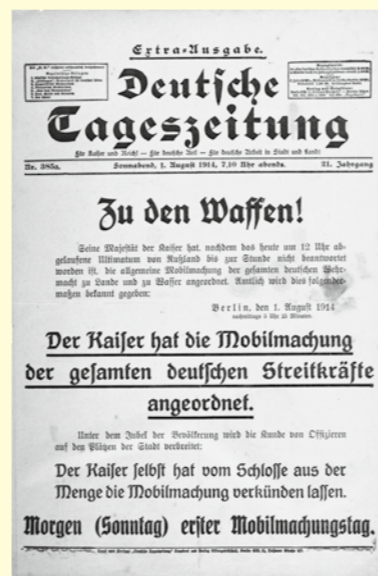 Extra-Ausgabe.
Deutsche
Tageszeitung
Für Kaiser und Reich! — Für deutsche Art! — Für deutsche Arbeit in Stadt und Land!
Nr. 385a. Sonnabend, 1. August 1914, 7,10 Uhr abends. 21. Jahrgang
Zu den Waffen!
Seine Majestät der Kaiser hat, nachdem das heute um 12 Uhr ab-
gelaufene Ultimatum von Rußland bis zur Stunde nicht beantwortet
worden ist, die allgemeine Mobilmachung der gesamten deutschen Wehr-
macht zu Lande und zu Wasser angeordnet. Amtlich wird dies folgender-
maßen bekannt gegeben:
Berlin, den 1. August 1914
nachmittags 5 Uhr 15 Minuten.
Der Kaiser hat die Mobilmachung
der gesamten deutschen Streitkräfte
angeordnet.
Unter dem Jubel der Bevölkerung wird die Kunde von Offizieren
auf den Plätzen der Stadt verbreitet:
Der Kaiser selbst hat vom Schlosse aus der
Menge die Mobilmachung verkünden lassen.
Morgen (Sonntag) erster Mobilmachungstag.